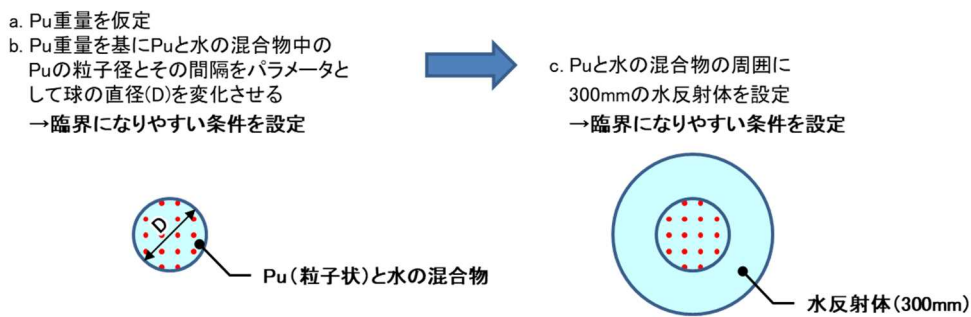 a. Pu重量を仮定
b. Pu重量を基にPuと水の混合物中の
Puの粒子径とその間隔をパラメータと
して球の直径(D)を変化させる
→臨界になりやすい条件を設定
c. Puと水の混合物の周囲に
300mmの水反射体を設定
→臨界になりやすい条件を設定
D
Pu(粒子状)と水の混合物
水反射体(300mm)